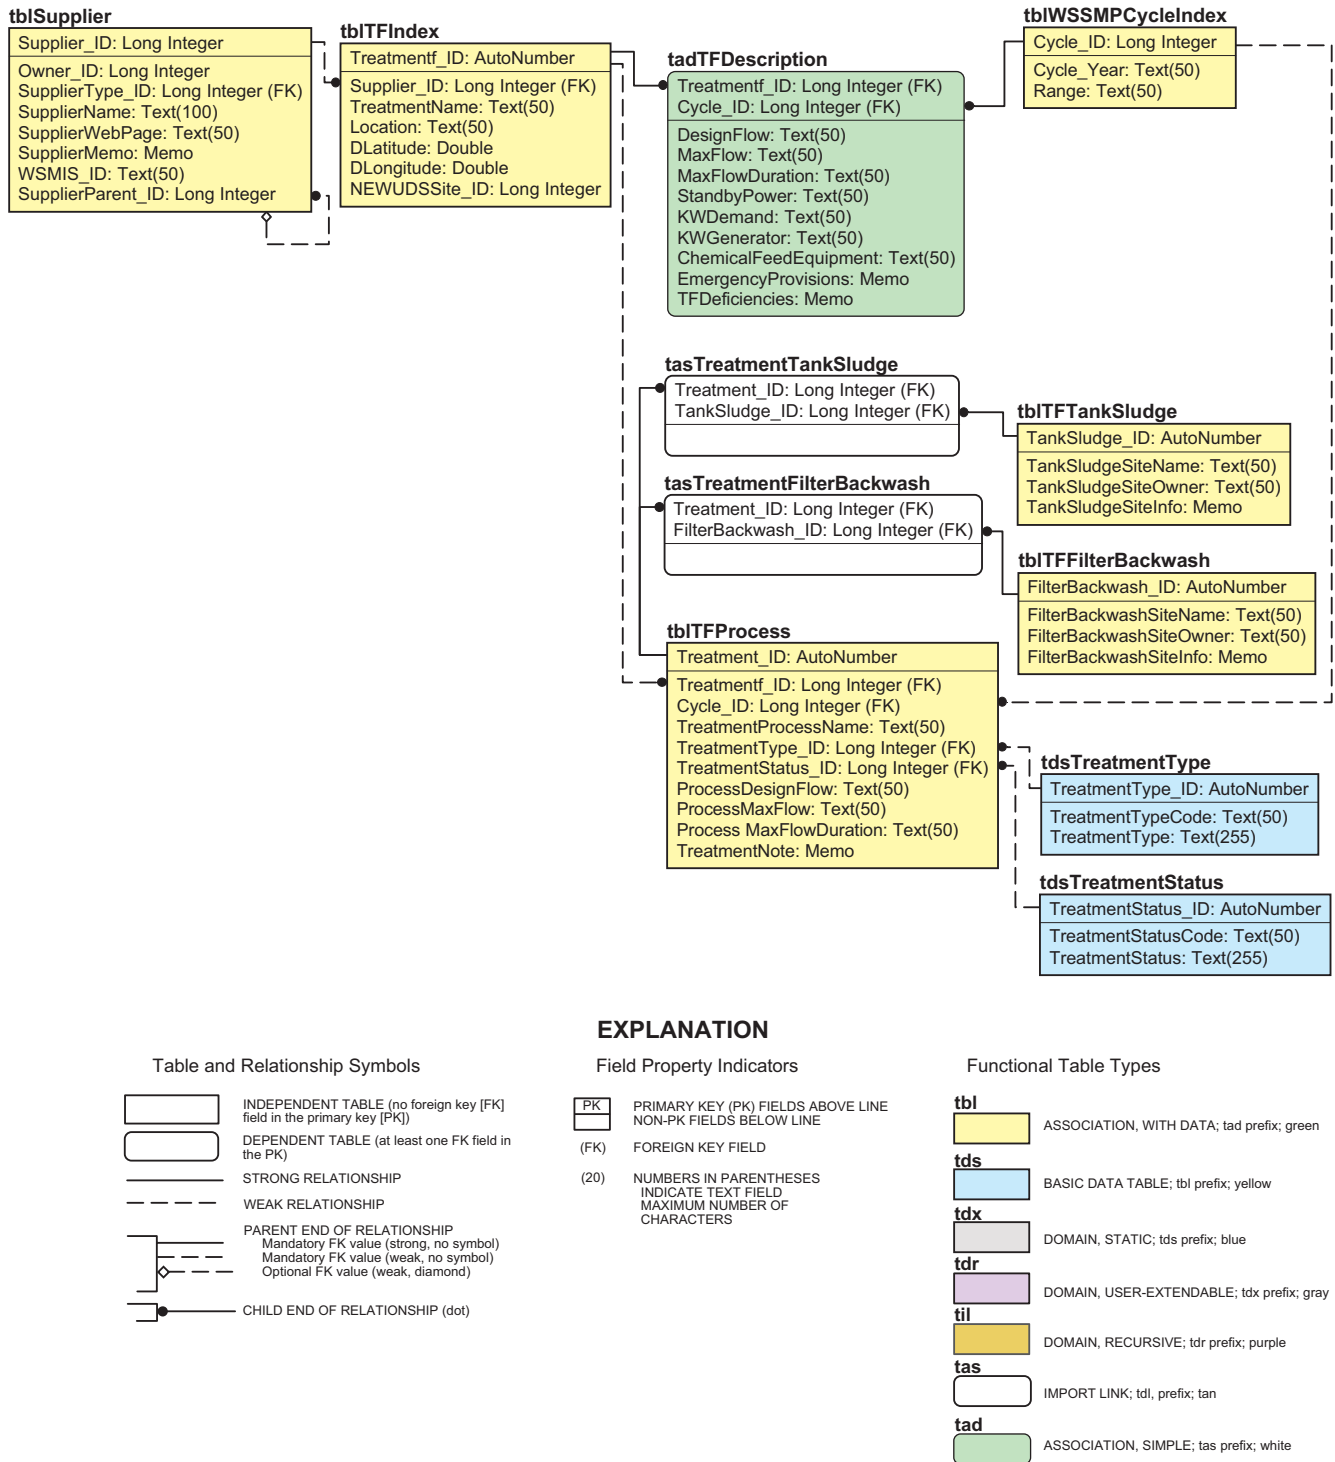 tblSupplier
Supplier_ID: Long Integer
Owner_ID: Long Integer
SupplierType_ID: Long Integer (FK)
SupplierName: Text(100)
SupplierWebPage: Text(50)
SupplierMemo: Memo
WSMIS_ID: Text(50)
SupplierParent_ID: Long Integer
tblTFIndex
Treatmentf_ID: AutoNumber
Supplier_ID: Long Integer (FK)
TreatmentName: Text(50)
Location: Text(50)
DLatitude: Double
DLongitude: Double
NEWUDSSite_ID: Long Integer
tadTFDescription
Treatmentf_ID: Long Integer (FK)
Cycle_ID: Long Integer (FK)
DesignFlow: Text(50)
MaxFlow: Text(50)
MaxFlowDuration: Text(50)
StandbyPower: Text(50)
KWDemand: Text(50)
KWGenerator: Text(50)
ChemicalFeedEquipment: Text(50)
EmergencyProvisions: Memo
TFDeficiencies: Memo
tblWSSMPCycleIndex
Cycle_ID: Long Integer
Cycle_Year: Text(50)
Range: Text(50)
tasTreatmentTankSludge
Treatment_ID: Long Integer (FK)
TankSludge_ID: Long Integer (FK)
tblTFTankSludge
TankSludge_ID: AutoNumber
TankSludgeSiteName: Text(50)
TankSludgeSiteOwner: Text(50)
TankSludgeSiteInfo: Memo
tasTreatmentFilterBackwash
Treatment_ID: Long Integer (FK)
FilterBackwash_ID: Long Integer (FK)
tblTFFilterBackwash
FilterBackwash_ID: AutoNumber
FilterBackwashSiteName: Text(50)
FilterBackwashSiteOwner: Text(50)
FilterBackwashSiteInfo: Memo
tblTFProcess
Treatment_ID: AutoNumber
Treatmentf_ID: Long Integer (FK)
Cycle_ID: Long Integer (FK)
TreatmentProcessName: Text(50)
TreatmentType_ID: Long Integer (FK)
TreatmentStatus_ID: Long Integer (FK)
ProcessDesignFlow: Text(50)
ProcessMaxFlow: Text(50)
Process MaxFlowDuration: Text(50)
TreatmentNote: Memo
tdsTreatmentType
TreatmentType_ID: AutoNumber
TreatmentTypeCode: Text(50)
TreatmentType: Text(255)
tdsTreatmentStatus
TreatmentStatus_ID: AutoNumber
TreatmentStatusCode: Text(50)
TreatmentStatus: Text(255)
EXPLANATION
Table and Relationship Symbols
INDEPENDENT TABLE (no foreign key [FK]
field in the primary key [PK])
DEPENDENT TABLE (at least one FK field in
the PK)
STRONG RELATIONSHIP
WEAK RELATIONSHIP
PARENT END OF RELATIONSHIP
Mandatory FK value (strong, no symbol)
Mandatory FK value (weak, no symbol)
Optional FK value (weak, diamond)
CHILD END OF RELATIONSHIP (dot)
Field Property Indicators
PK
PRIMARY KEY (PK) FIELDS ABOVE LINE
NON-PK FIELDS BELOW LINE
(FK)
FOREIGN KEY FIELD
(20)
NUMBERS IN PARENTHESES
INDICATE TEXT FIELD
MAXIMUM NUMBER OF
CHARACTERS
Functional Table Types
tbl
ASSOCIATION, WITH DATA; tad prefix; green
tds
BASIC DATA TABLE; tbl prefix; yellow
tdx
DOMAIN, STATIC; tds prefix; blue
tdr
DOMAIN, USER-EXTENDABLE; tdx prefix; gray
til
DOMAIN, RECURSIVE; tdr prefix; purple
tas
IMPORT LINK; tdl, prefix; tan
tad
ASSOCIATION, SIMPLE; tas prefix; white